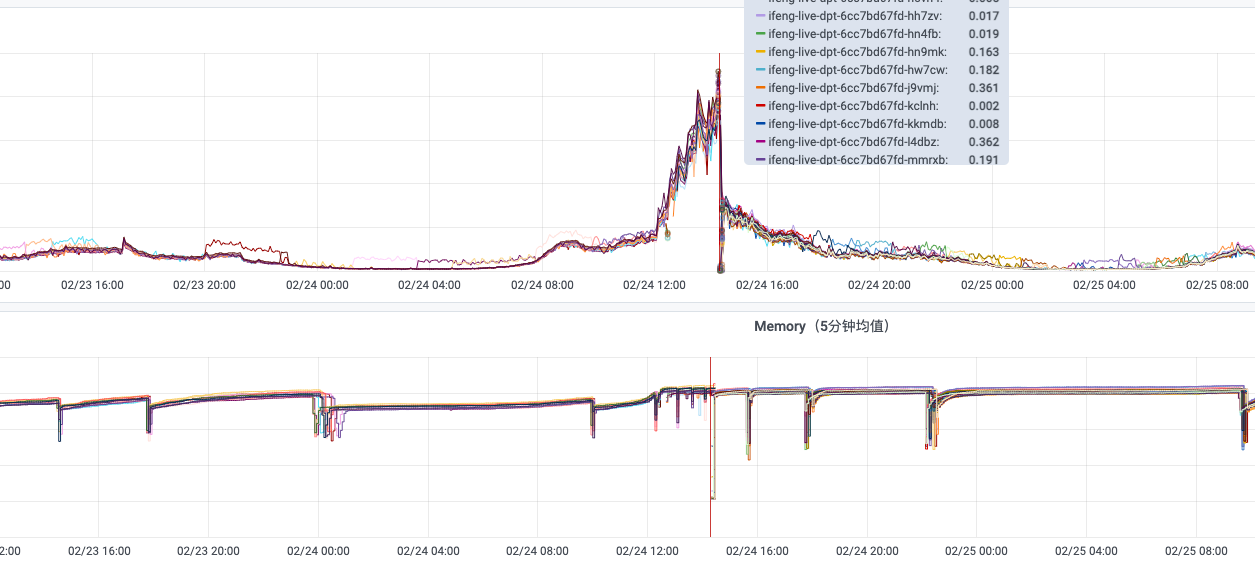 ifeng-live-dpt-6cc7bd67fd-hh7zv: 0.017
ifeng-live-dpt-6cc7bd67fd-hn4fb: 0.019
ifeng-live-dpt-6cc7bd67fd-hn9mk: 0.163
ifeng-live-dpt-6cc7bd67fd-hw7cw: 0.182
ifeng-live-dpt-6cc7bd67fd-j9vmj: 0.361
ifeng-live-dpt-6cc7bd67fd-kclnh: 0.002
ifeng-live-dpt-6cc7bd67fd-kkmdb: 0.008
ifeng-live-dpt-6cc7bd67fd-l4dbz: 0.362
ifeng-live-dpt-6cc7bd67fd-mmrxb: 0.191
00 02/23 16:00 02/23 20:00 02/24 00:00 02/24 04:00 02/24 08:00 02/24 12:00 02/24 16:00 02/24 20:00 02/25 00:00 02/25 04:00 02/25 08:00
Memory（5分钟均值）
2:00 02/23 16:00 02/23 20:00 02/24 00:00 02/24 04:00 02/24 08:00 02/24 12:00 02/24 16:00 02/24 20:00 02/25 00:00 02/25 04:00 02/25 08:00